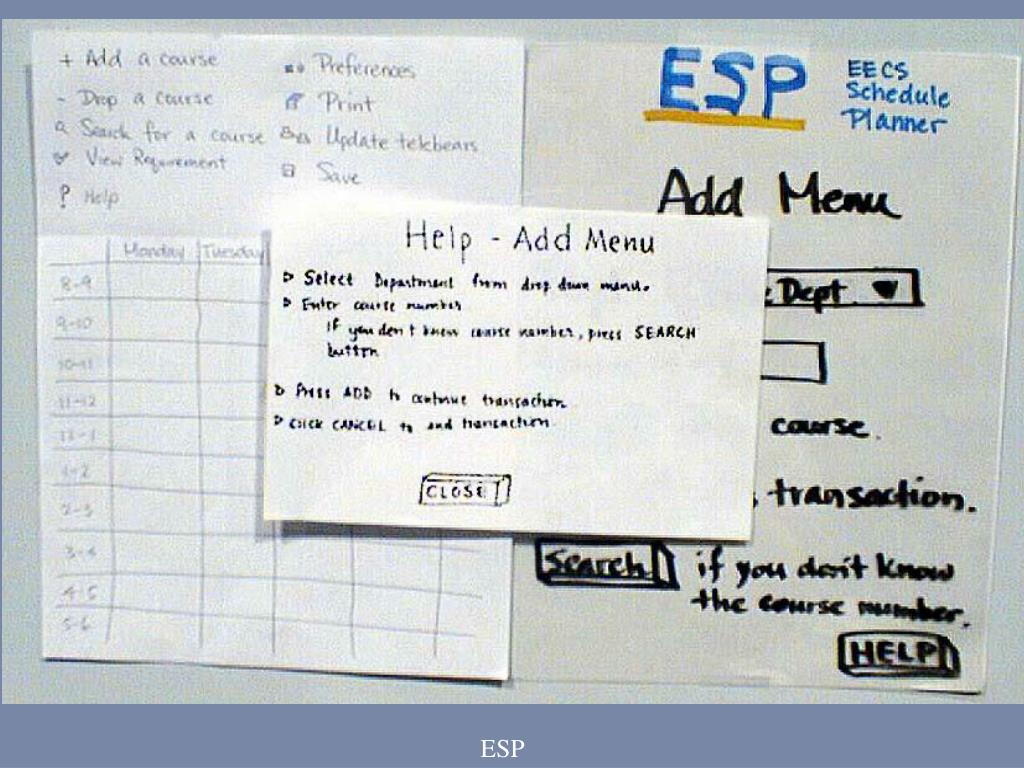 + Add a course
- Drop a course
Search for a course
View Requirement
? Help
Preferences
Print
Update telebears
Save
Monday Tuesday
8-9
9-10
10-11
11-12
12-1
1-2
2-3
3-4
4-5
5-6
Help - Add Menu
Select Department from drop down menu.
Enter course number
If you don't know course number, press SEARCH
button
Press ADD to continue transaction
Click CANCEL to end transaction
CLOSE
ESP
EECS
Schedule
Planner
Add Menu
Dept.
course.
transaction.
Search if you don't know
the course number.
HELP
ESP